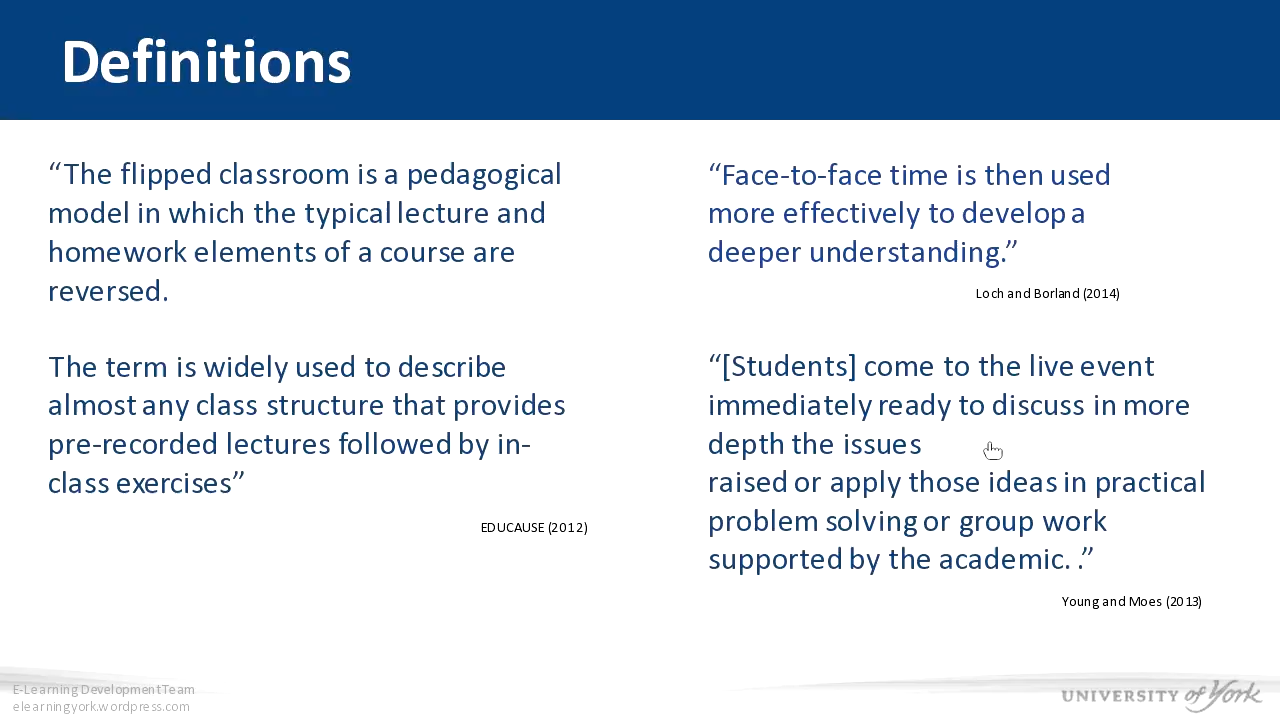 Definitions
“The flipped classroom is a pedagogical
model in which the typical lecture and
homework elements of a course are
reversed.
The term is widely used to describe
almost any class structure that provides
pre-recorded lectures followed by in-
class exercises”
EDUCAUSE (2012)
“Face-to-face time is then used
more effectively to develop a
deeper understanding.”
Loch and Borland (2014)
“[Students] come to the live event
immediately ready to discuss in more
depth the issues
raised or apply those ideas in practical
problem solving or group work
supported by the academic. .”
Young and Moes (2013)
E-Learning Development Team
elearningyork.wordpress.com
UNIVERSITY of York